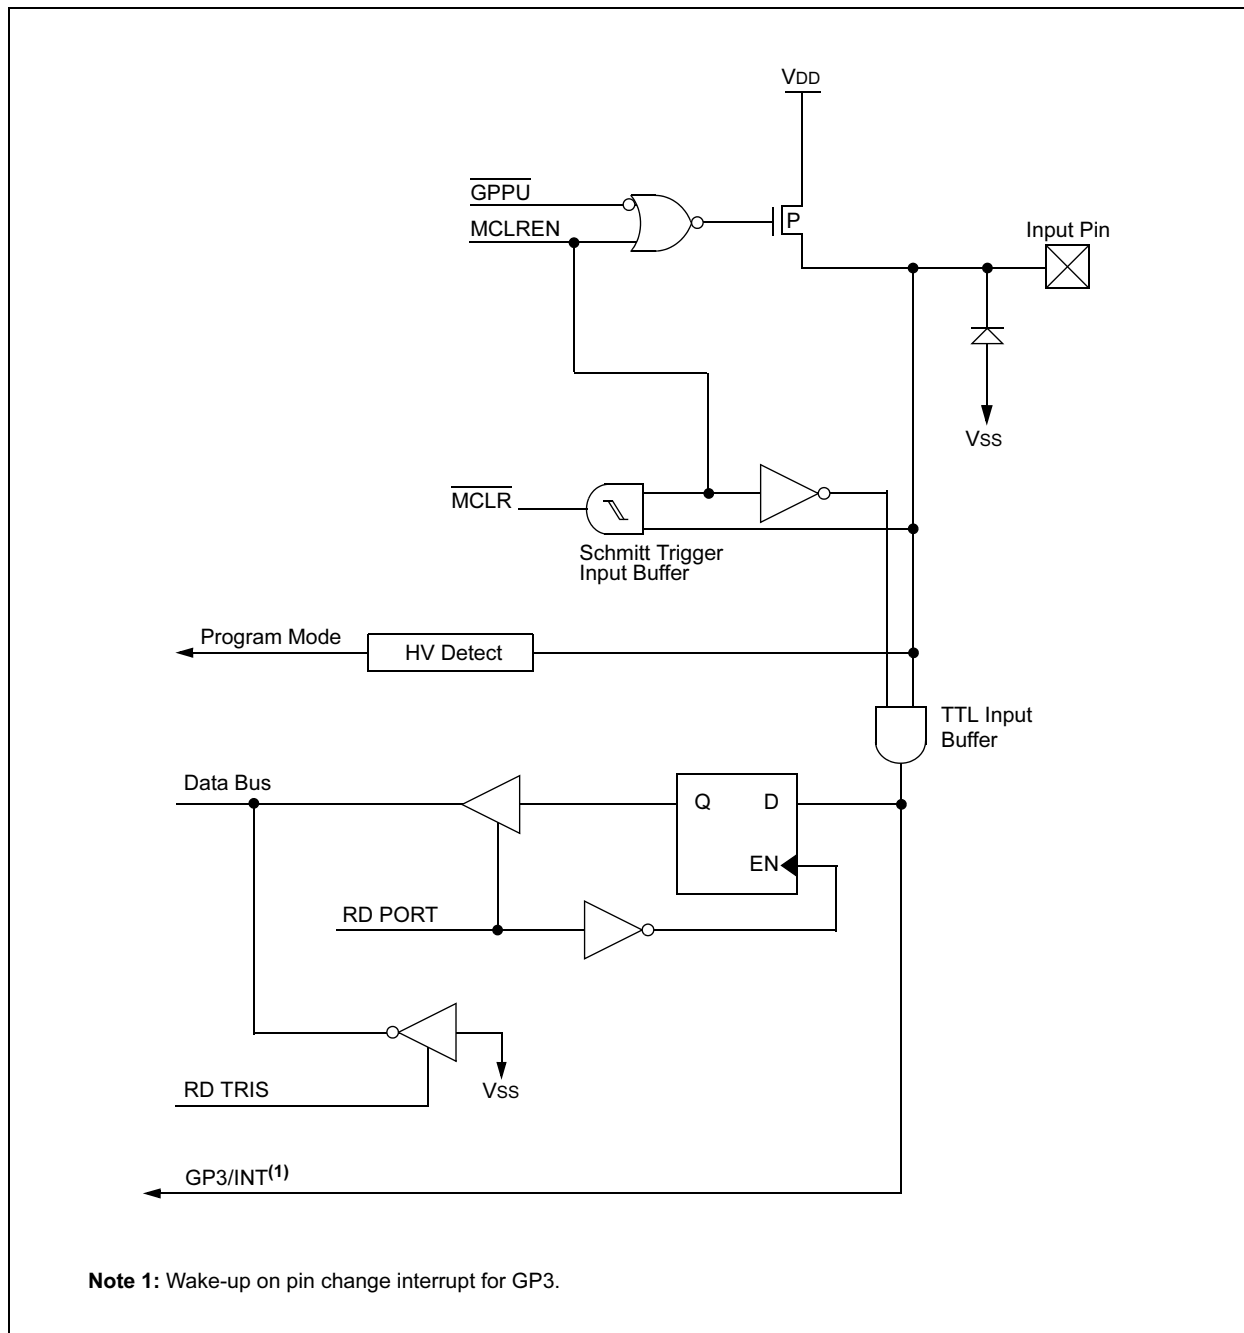 VDD
GPPU
MCLREN
P
Input Pin
VSS
MCLR
Schmitt Trigger
Input Buffer
Program Mode
HV Detect
TTL Input
Buffer
Data Bus
Q D
EN
RD PORT
VSS
RD TRIS
GP3/INT(1)
Note 1: Wake-up on pin change interrupt for GP3.